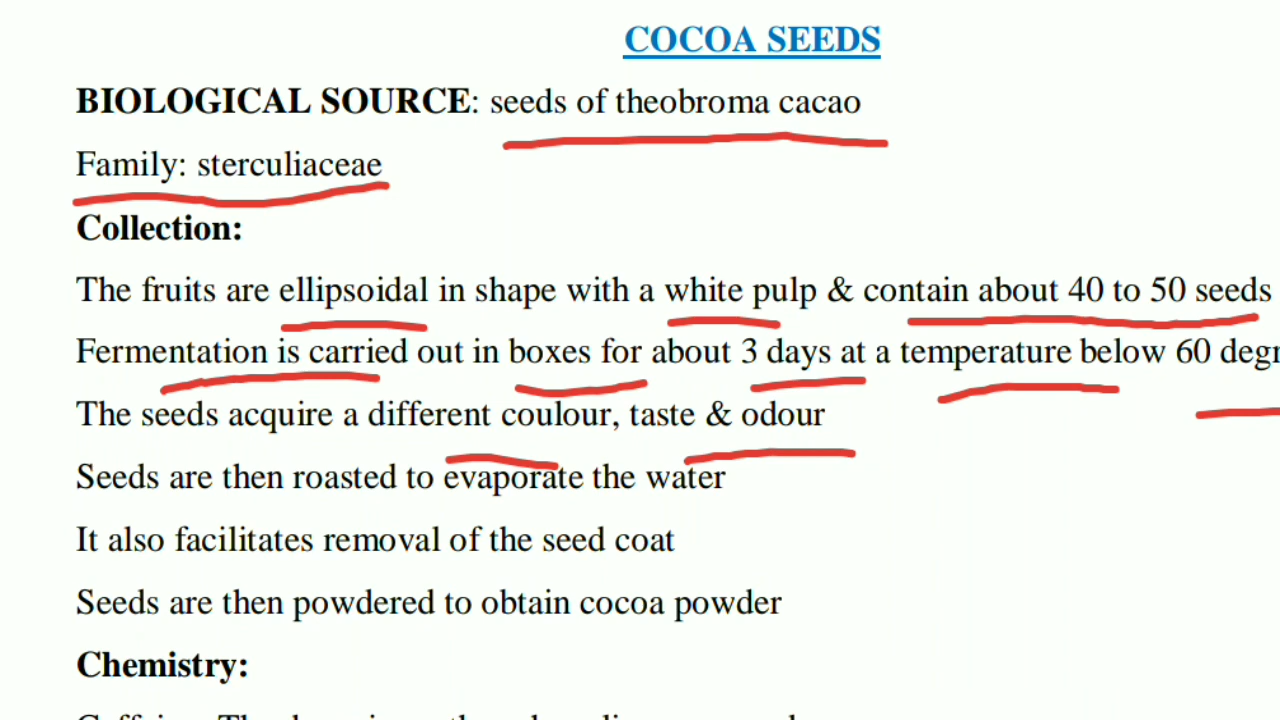 COCOA SEEDS
BIOLOGICAL SOURCE: seeds of theobroma cacao
Family: sterculiaceae
Collection:
The fruits are ellipsoidal in shape with a white pulp & contain about 40 to 50 seeds
Fermentation is carried out in boxes for about 3 days at a temperature below 60
The seeds acquire a different coulour, taste & odour
Seeds are then roasted to evaporate the water
It also facilitates removal of the seed coat
Seeds are then powdered to obtain cocoa powder
Chemistry: